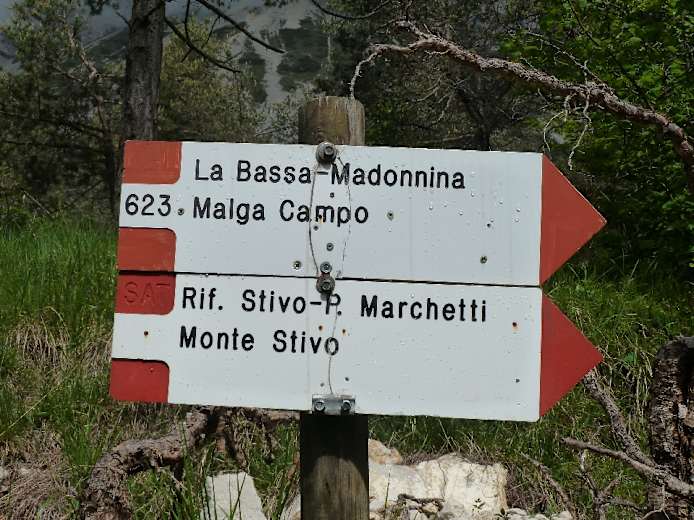 La Bassa-Madonnina
623. Malga Campo
SAT Rif. Stivo-P. Marchetti
Monte Stivo